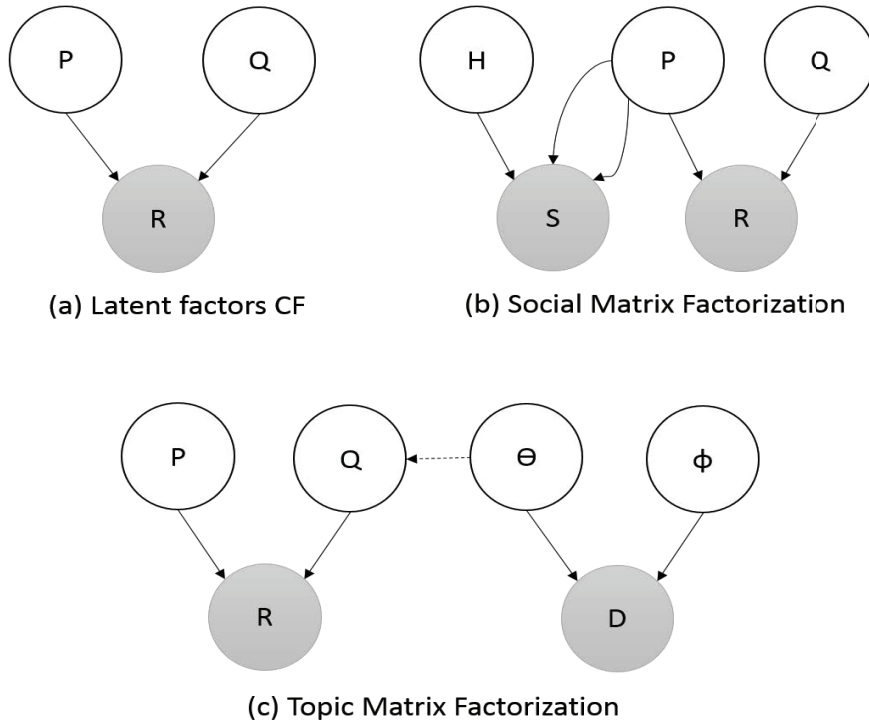 P
Q
R
(a) Latent factors CF
H
P
Q
S
R
(b) Social Matrix Factorization
P
Q
Θ
ϕ
R
D
(c) Topic Matrix Factorization